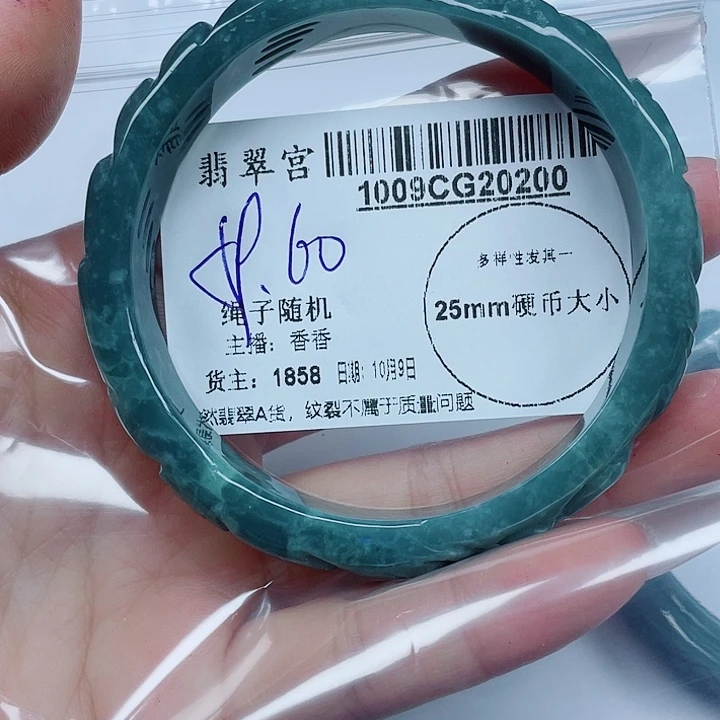 翡翠宫
1009CG20200
多样性发其一
25mm硬币大小
绳子随机
主播：香香
货主：1858 日期：10月9日
然翡翠A货，纹裂不属于质量问题